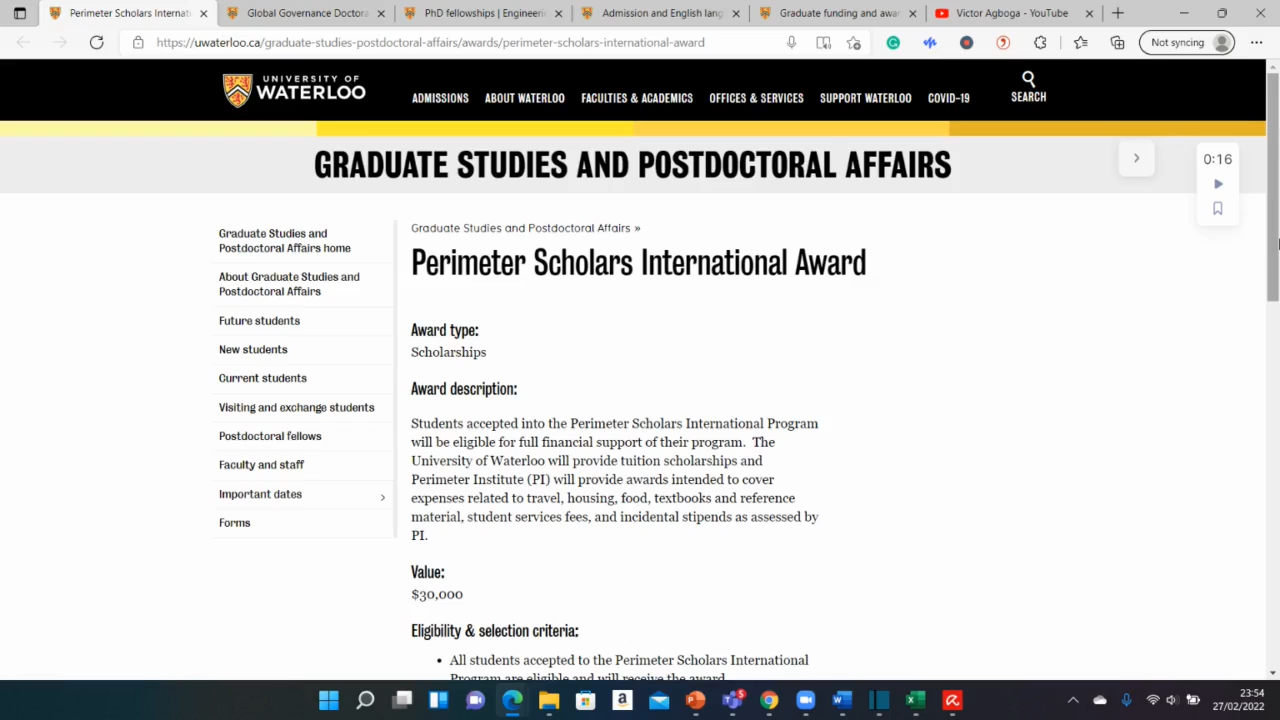 Perimeter Scholars Internati
Global Governance Doctora
PhD fellowships | Engineeri
Admission and English lang
Graduate funding and awar
Victor Agboga - YouTube
https://uwaterloo.ca/graduate-studies-postdoctoral-affairs/awards/perimeter-scholars-international-award
Not syncing
UNIVERSITY OF
WATERLOO
ADMISSIONS ABOUT WATERLOO FACULTIES & ACADEMICS OFFICES & SERVICES SUPPORT WATERLOO COVID-19
SEARCH
GRADUATE STUDIES AND POSTDOCTORAL AFFAIRS
0:16
Graduate Studies and
Postdoctoral Affairs home
About Graduate Studies and
Postdoctoral Affairs
Future students
New students
Current students
Visiting and exchange students
Postdoctoral fellows
Faculty and staff
Important dates
Forms
Graduate Studies and Postdoctoral Affairs »
Perimeter Scholars International Award
Award type:
Scholarships
Award description:
Students accepted into the Perimeter Scholars International Program
will be eligible for full financial support of their program. The
University of Waterloo will provide tuition scholarships and
Perimeter Institute (PI) will provide awards intended to cover
expenses related to travel, housing, food, textbooks and reference
material, student services fees, and incidental stipends as assessed by
PI.
Value:
$30,000
Eligibility & selection criteria:
• All students accepted to the Perimeter Scholars International
Program are eligible and will receive the award
5
23:54
27/02/2022